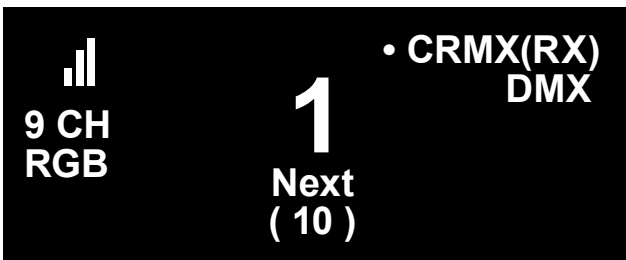 • CRMX(RX)
DMX
9 CH
RGB
1
Next
( 10 )